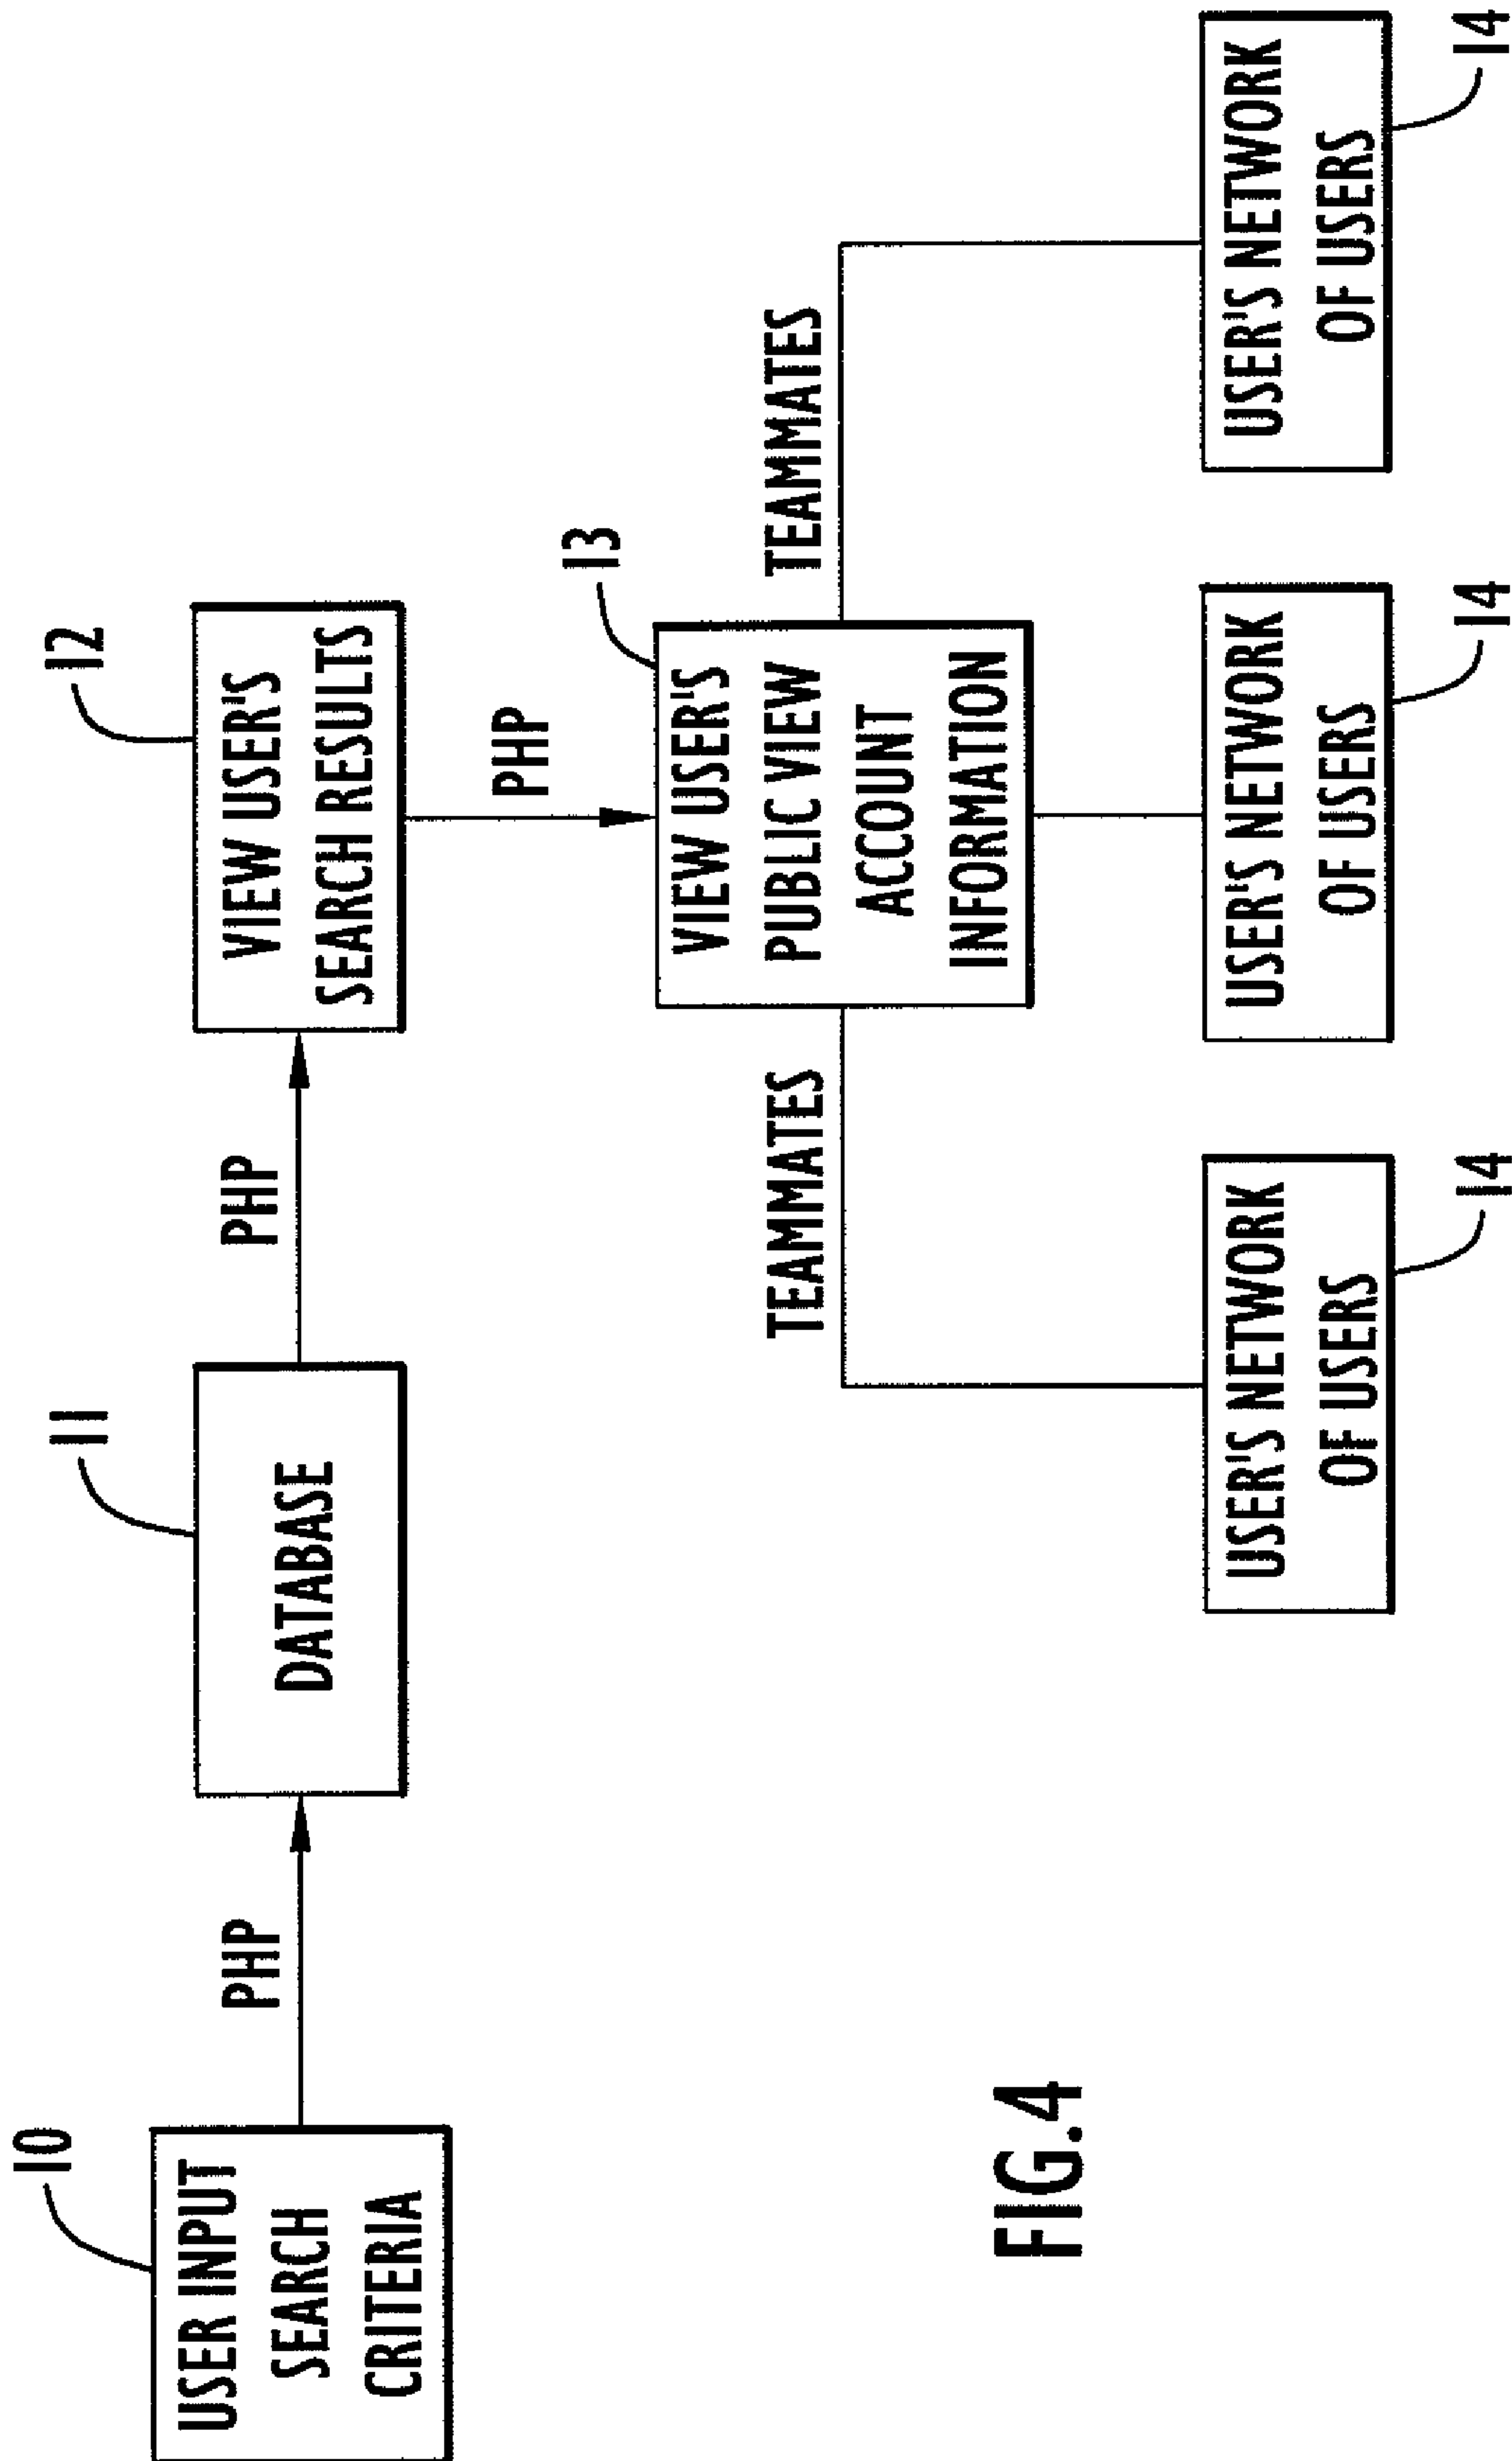 10
USER INPUT
SEARCH
CRITERIA
PHP
11
DATABASE
PHP
12
VIEW USER'S
SEARCH RESULTS
PHP
13
VIEW USER'S
PUBLIC VIEW
ACCOUNT
INFORMATION
TEAMMATES
TEAMMATES
USER'S NETWORK
OF USERS
14
USER'S NETWORK
OF USERS
14
USER'S NETWORK
OF USERS
14
FIG.4